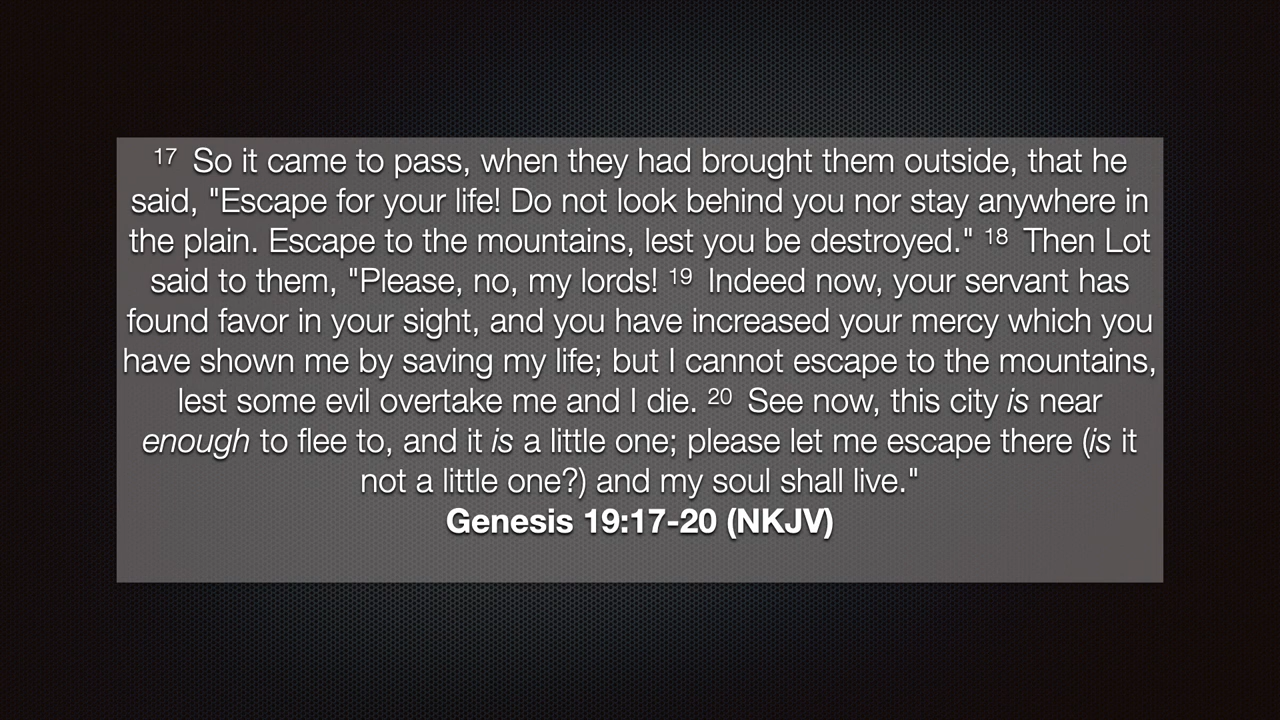 17 So it came to pass, when they had brought them outside, that he
said, "Escape for your life! Do not look behind you nor stay anywhere in
the plain. Escape to the mountains, lest you be destroyed." 18 Then Lot
said to them, "Please, no, my lords! 19 Indeed now, your servant has
found favor in your sight, and you have increased your mercy which you
have shown me by saving my life; but I cannot escape to the mountains,
lest some evil overtake me and I die. 20 See now, this city is near
enough to flee to, and it is a little one; please let me escape there (is it
not a little one?) and my soul shall live."
Genesis 19:17-20 (NKJV)